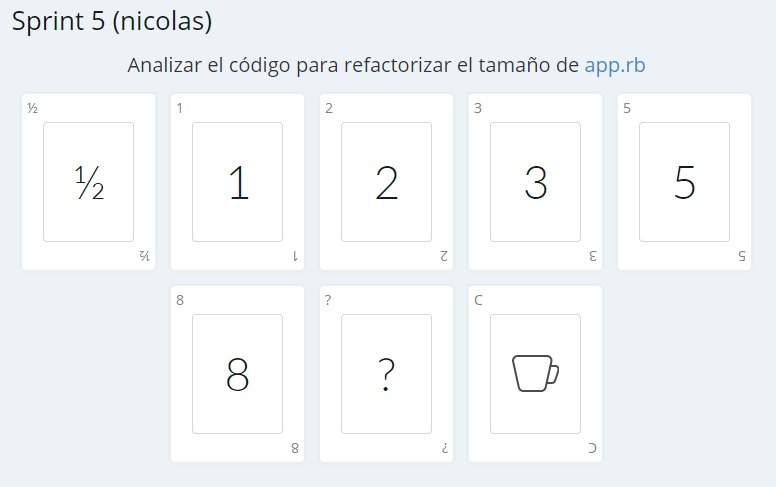 Sprint 5 (nicolas)
Analizar el código para refactorizar el tamaño de app.rb
½ 1 2 3 5
½ 1 2 3 5
½ 1 2 3 5
8 ? C
8 ?
8 ? C